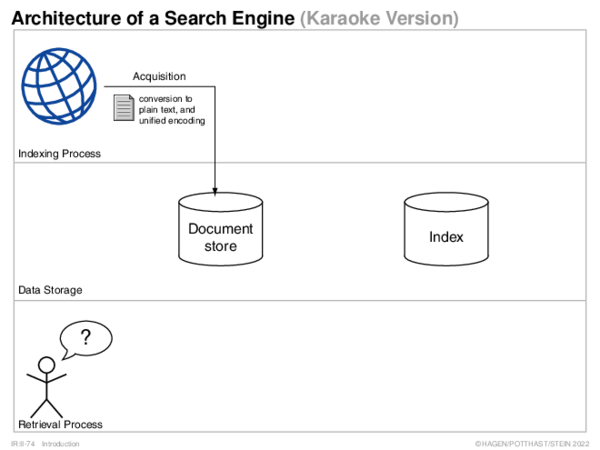 Architecture of a Search Engine (Karaoke Version)
Acquisition
conversion to
plain text, and
unified encoding
Indexing Process
Document
store
Index
Data Storage
?
Retrieval Process
IR:II-74 Introduction
©HAGEN/POTTHAST/STEIN 2022